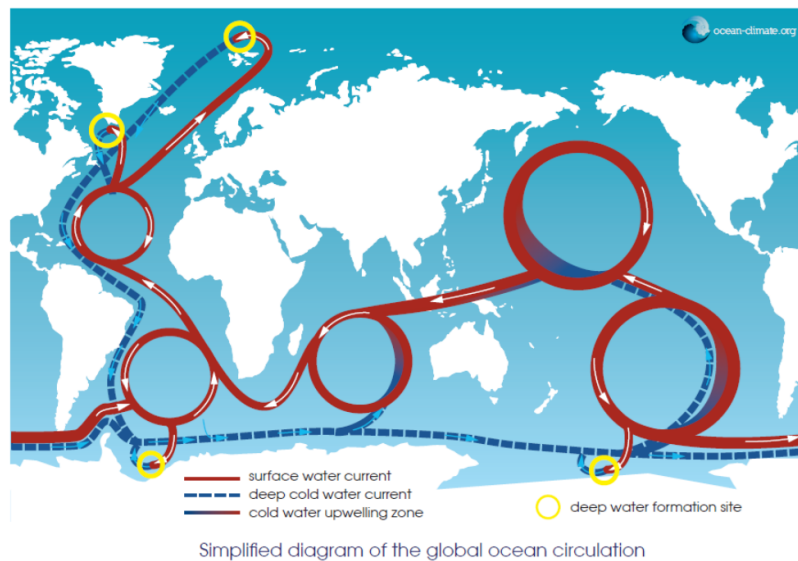 ocean-climate.org
surface water current
deep cold water current
cold water upwelling zone
deep water formation site
Simplified diagram of the global ocean circulation